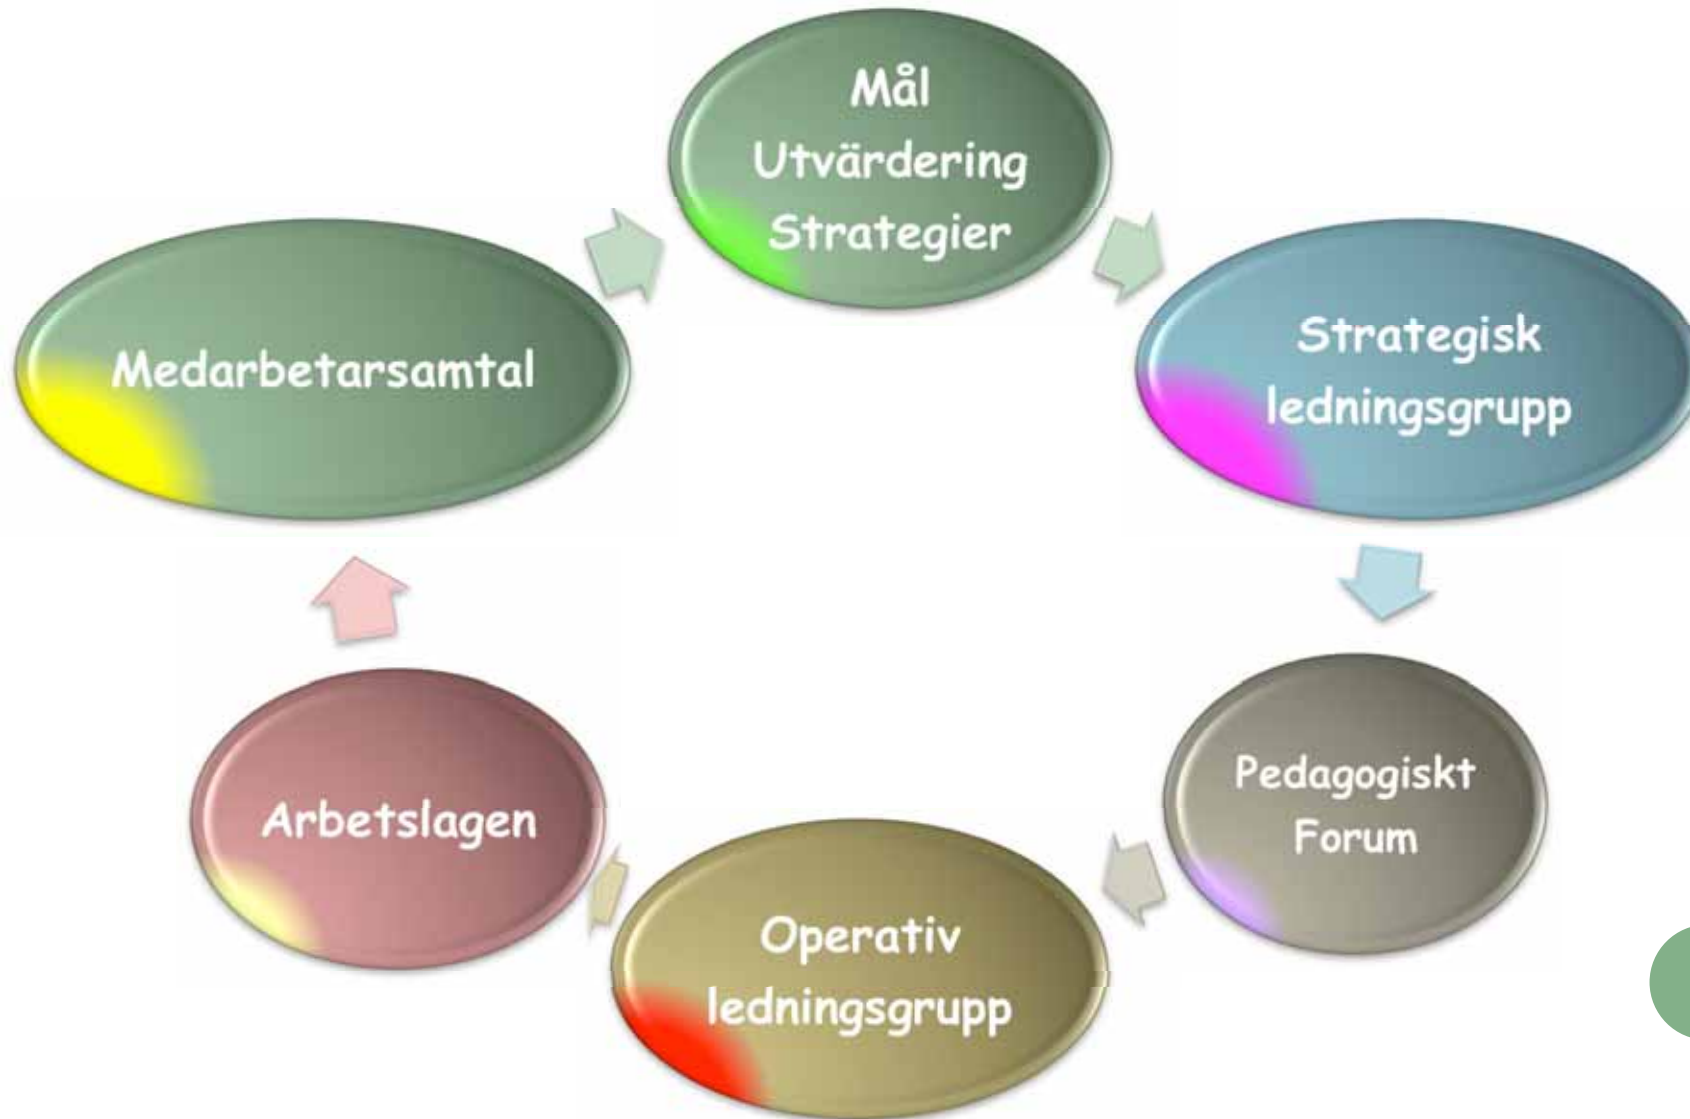 Mål
Utvärdering
Strategier
Strategisk
ledningsgrupp
Pedagogiskt
Forum
Operativ
ledningsgrupp
Arbetslagen
Medarbetarsamtal